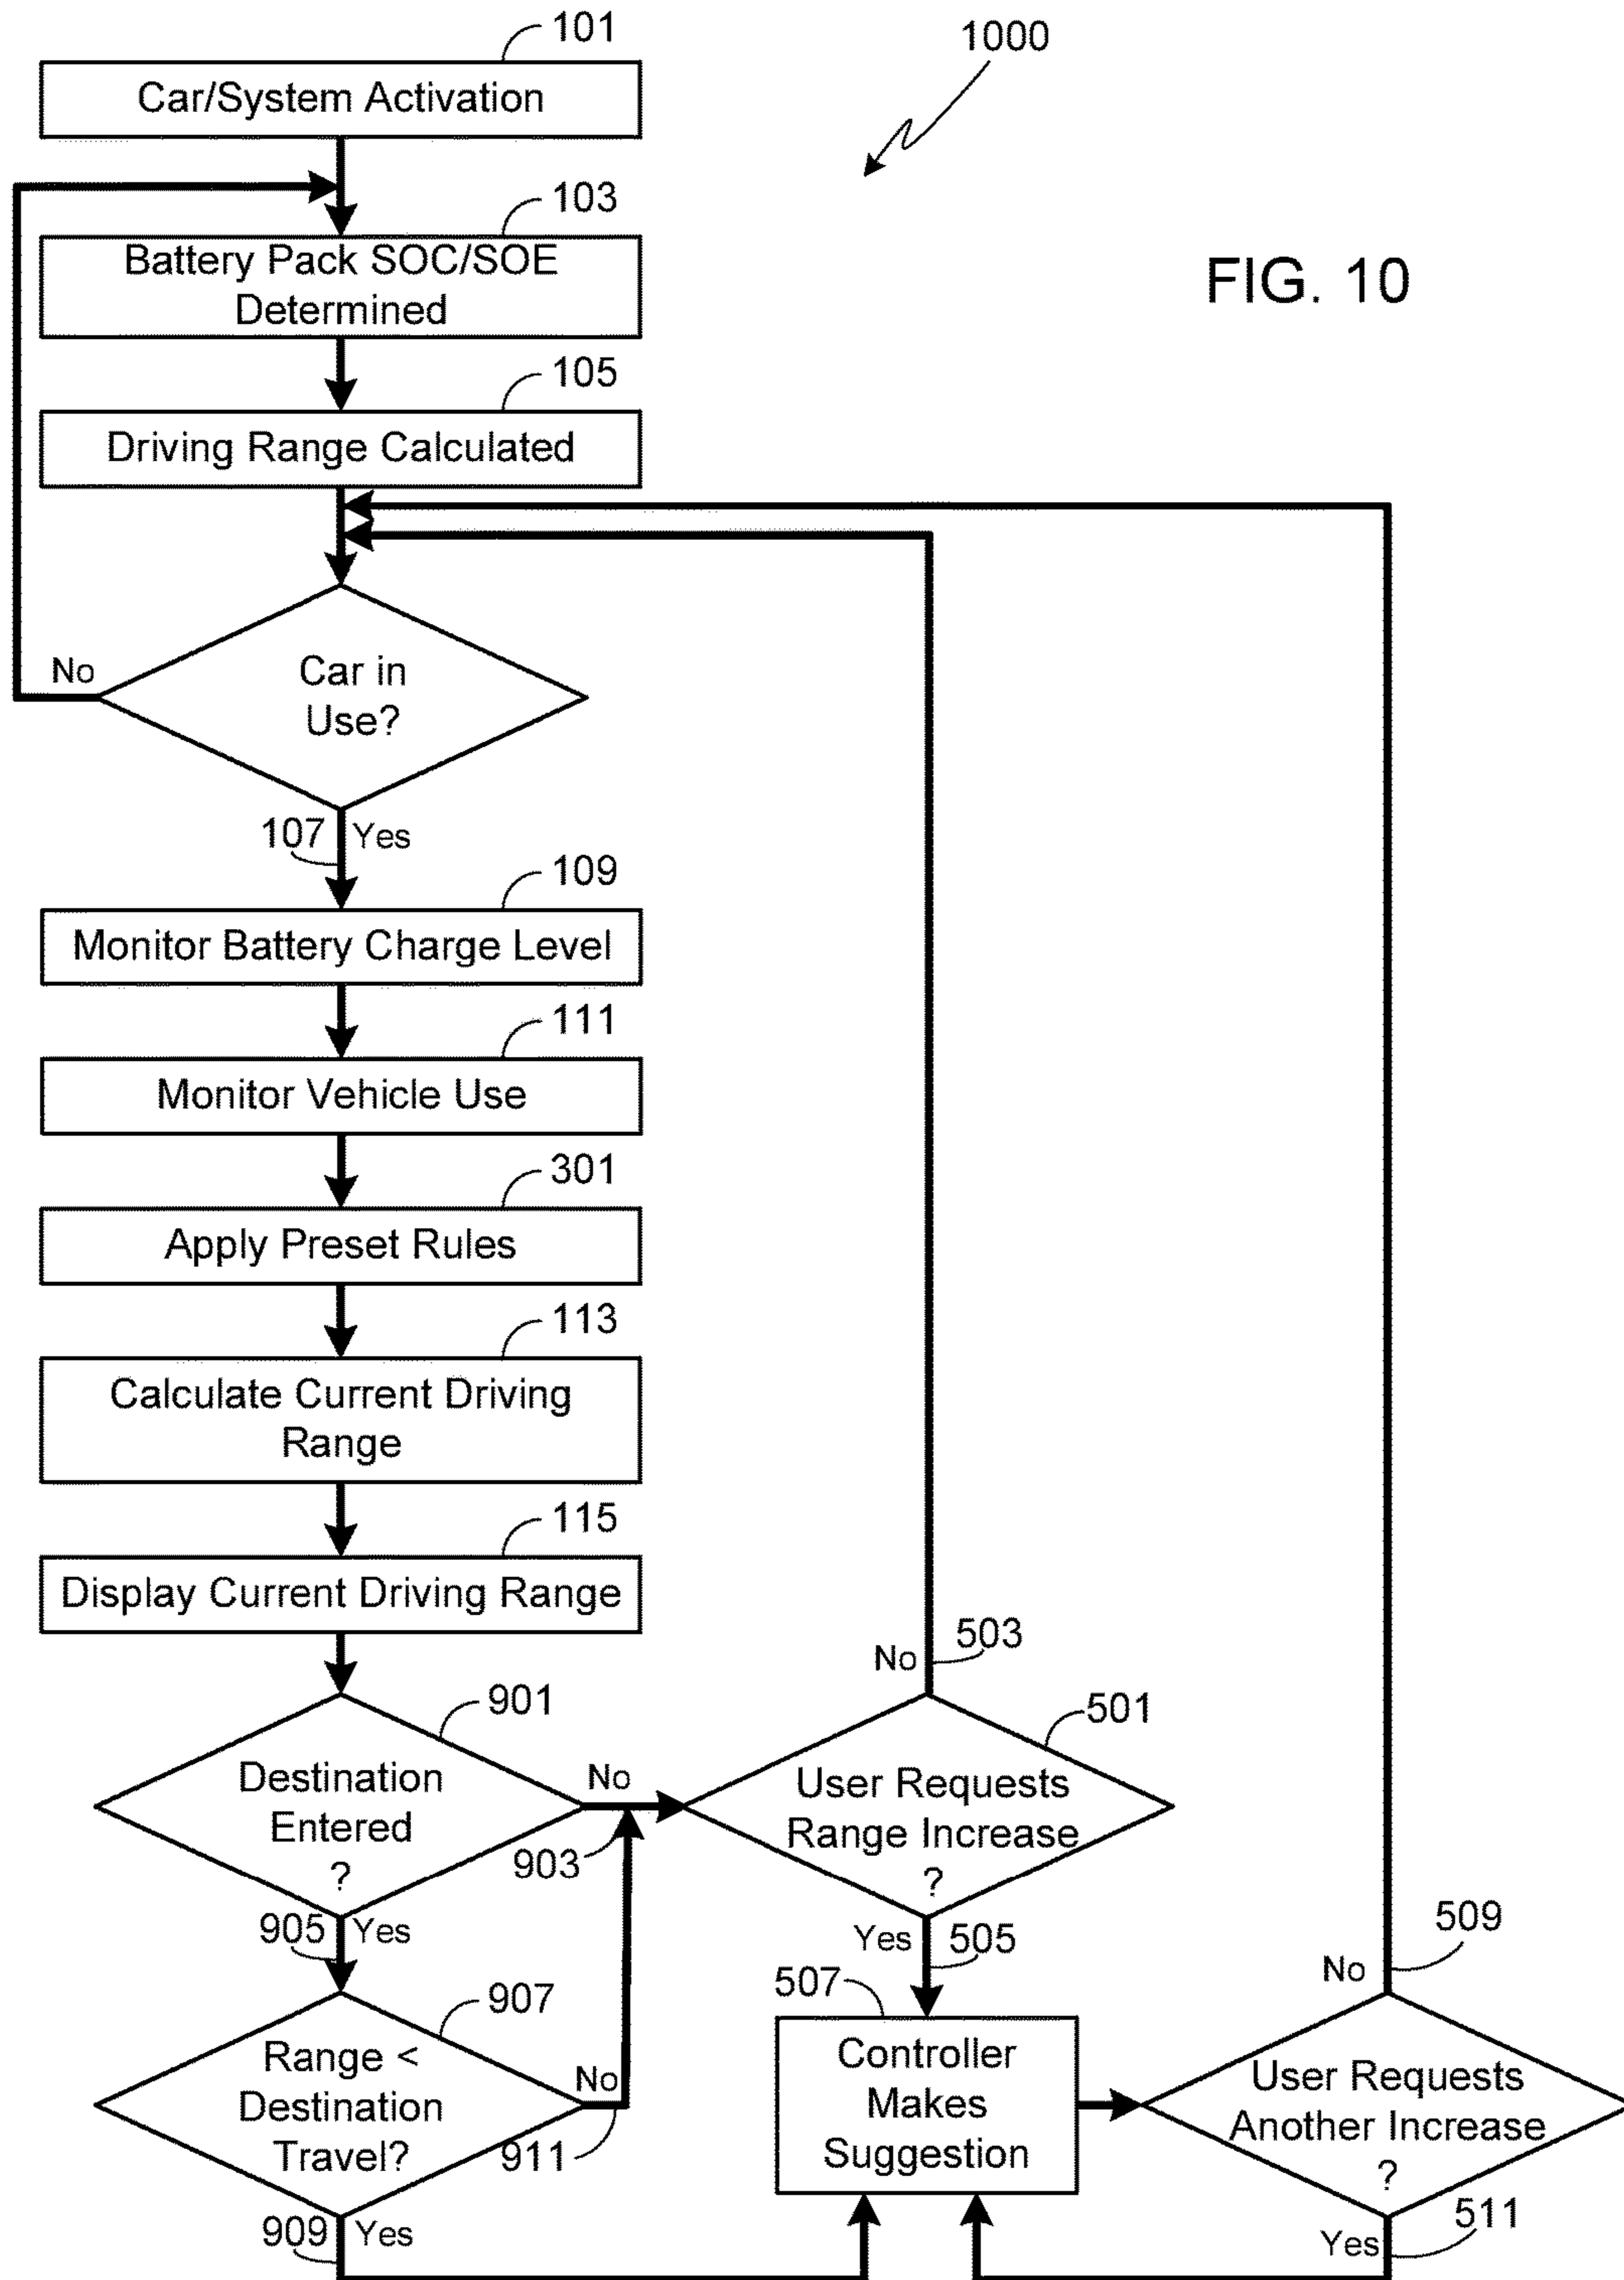 101
1000
Car/System Activation
103
Battery Pack SOC/SOE
Determined
FIG. 10
105
Driving Range Calculated
No
Car in
Use?
107
Yes
109
Monitor Battery Charge Level
111
Monitor Vehicle Use
301
Apply Preset Rules
113
Calculate Current Driving
Range
115
Display Current Driving Range
No
503
901
501
Destination
Entered
?
No
903
User Requests
Range Increase
?
905
Yes
Yes
505
509
No
907
507
Range <
Destination
Travel?
No
911
Controller
Makes
Suggestion
User Requests
Another Increase
?
909
Yes
Yes
511